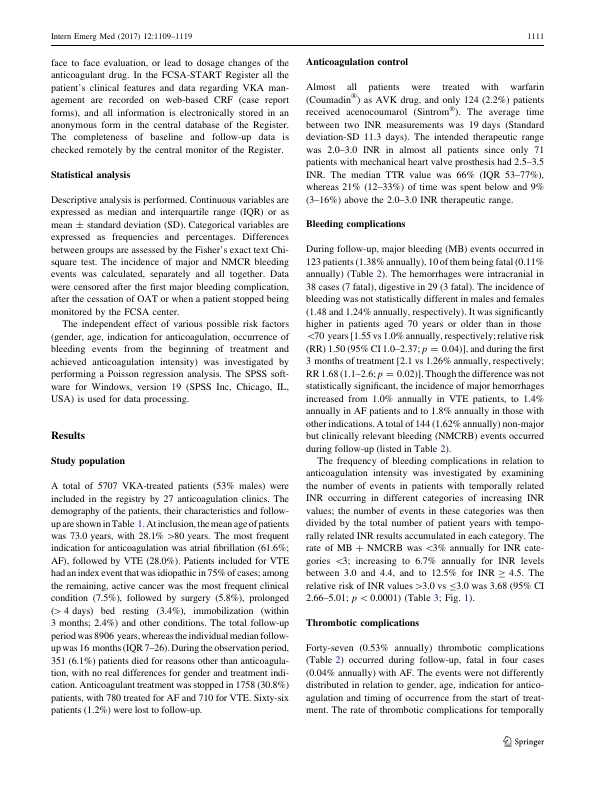 Intern Emerg Med (2017) 12:1109–1119
1111
face to face evaluation, or lead to dosage changes of the
anticoagulant drug. In the FCSA-START Register all the
patient's clinical features and data regarding VKA man-
agement are recorded on web-based CRF (case report
forms), and all information is electronically stored in an
anonymous form in the central database of the Register.
The completeness of baseline and follow-up data is
checked remotely by the central monitor of the Register.
Statistical analysis
Descriptive analysis is performed. Continuous variables are
expressed as median and interquartile range (IQR) or as
mean ± standard deviation (SD). Categorical variables are
expressed as frequencies and percentages. Differences
between groups are assessed by the Fisher's exact text Chi-
square test. The incidence of major and NMCR bleeding
events was calculated, separately and all together. Data
were censored after the first major bleeding complication,
after the cessation of OAT or when a patient stopped being
monitored by the FCSA center.
The independent effect of various possible risk factors
(gender, age, indication for anticoagulation, occurrence of
bleeding events from the beginning of treatment and
achieved anticoagulation intensity) was investigated by
performing a Poisson regression analysis. The SPSS soft-
ware for Windows, version 19 (SPSS Inc, Chicago, IL,
USA) is used for data processing.
Results
Study population
A total of 5707 VKA-treated patients (53% males) were
included in the registry by 27 anticoagulation clinics. The
demography of the patients, their characteristics and follow-
up are shown in Table 1. At inclusion, the mean age of patients
was 73.0 years, with 28.1% >80 years. The most frequent
indication for anticoagulation was atrial fibrillation (61.6%;
AF), followed by VTE (28.0%). Patients included for VTE
had an index event that was idiopathic in 75% of cases; among
the remaining, active cancer was the most frequent clinical
condition (7.5%), followed by surgery (5.8%), prolonged
(> 4 days) bed resting (3.4%), immobilization (within
3 months; 2.4%) and other conditions. The total follow-up
period was 8906 years, whereas the individual median follow-
up was 16 months (IQR 7–26). During the observation period,
351 (6.1%) patients died for reasons other than anticoagula-
tion, with no real differences for gender and treatment indi-
cation. Anticoagulant treatment was stopped in 1758 (30.8%)
patients, with 780 treated for AF and 710 for VTE. Sixty-six
patients (1.2%) were lost to follow-up.
Anticoagulation control
Almost all patients were treated with warfarin
(Coumadin®) as AVK drug, and only 124 (2.2%) patients
received acenocoumarol (Sintrom®). The average time
between two INR measurements was 19 days (Standard
deviation-SD 11.3 days). The intended therapeutic range
was 2.0–3.0 INR in almost all patients since only 71
patients with mechanical heart valve prosthesis had 2.5–3.5
INR. The median TTR value was 66% (IQR 53–77%),
whereas 21% (12–33%) of time was spent below and 9%
(3–16%) above the 2.0–3.0 INR therapeutic range.
Bleeding complications
During follow-up, major bleeding (MB) events occurred in
123 patients (1.38% annually), 10 of them being fatal (0.11%
annually) (Table 2). The hemorrhages were intracranial in
38 cases (7 fatal), digestive in 29 (3 fatal). The incidence of
bleeding was not statistically different in males and females
(1.48 and 1.24% annually, respectively). It was significantly
higher in patients aged 70 years or older than in those
<70 years [1.55 vs 1.0% annually, respectively; relative risk
(RR) 1.50 (95% CI 1.0–2.37; p = 0.04)], and during the first
3 months of treatment [2.1 vs 1.26% annually, respectively;
RR 1.68 (1.1–2.6; p = 0.02)]. Though the difference was not
statistically significant, the incidence of major hemorrhages
increased from 1.0% annually in VTE patients, to 1.4%
annually in AF patients and to 1.8% annually in those with
other indications. A total of 144 (1.62% annually) non-major
but clinically relevant bleeding (NMCRB) events occurred
during follow-up (listed in Table 2).
The frequency of bleeding complications in relation to
anticoagulation intensity was investigated by examining
the number of events in patients with temporally related
INR occurring in different categories of increasing INR
values; the number of events in these categories was then
divided by the total number of patient years with tempo-
rally related INR results accumulated in each category. The
rate of MB + NMCRB was <3% annually for INR cate-
gories <3; increasing to 6.7% annually for INR levels
between 3.0 and 4.4, and to 12.5% for INR ≥ 4.5. The
relative risk of INR values >3.0 vs ≤3.0 was 3.68 (95% CI
2.66–5.01; p < 0.0001) (Table 3; Fig. 1).
Thrombotic complications
Forty-seven (0.53% annually) thrombotic complications
(Table 2) occurred during follow-up, fatal in four cases
(0.04% annually) with AF. The events were not differently
distributed in relation to gender, age, indication for antico-
agulation and timing of occurrence from the start of treat-
ment. The rate of thrombotic complications for temporally
Springer